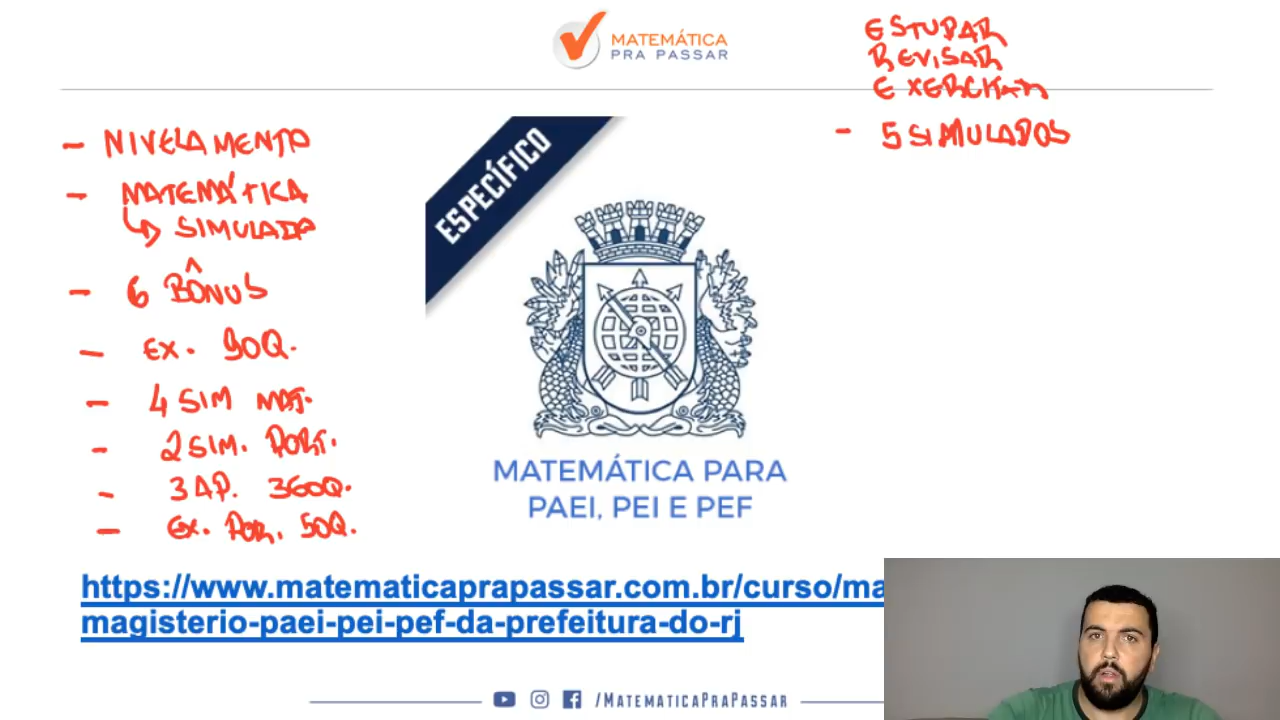 MATEMÁTICA
PRA PASSAR
ESTUDAR
REVISAR
EXERCITAR
- 5 SIMULADOS
- NIVELAMENTO
- MATEMÁTICA
↳ SIMULADA
- 6 BÔNUS
- EX. 90Q.
- 4 SIM MAT.
- 2 SIM. PORT.
- 3 AP. 360Q.
- EX. POR. 50Q.
ESPECÍFICO
MATEMÁTICA PARA
PAEI, PEI E PEF
https://www.matematicaprapassar.com.br/curso/ma
magisterio-paei-pei-pef-da-prefeitura-do-rj
/MATEMATICAPRAPASSAR